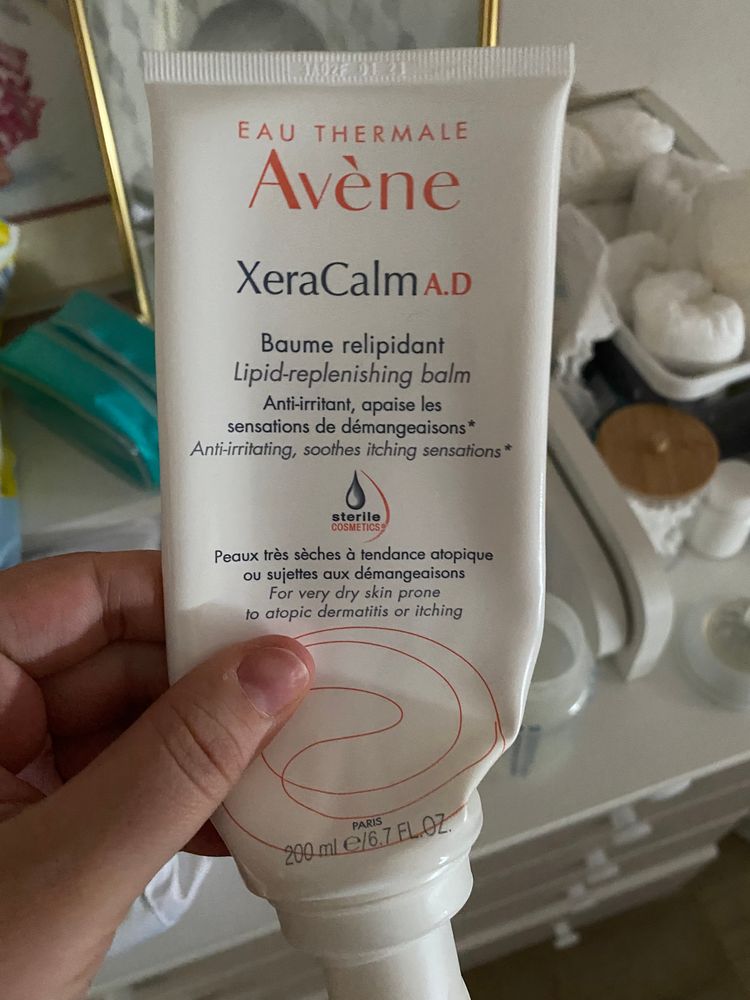 EAU THERMALE
Avène
XeraCalm A.D
Baume relipidant
Lipid-replenishing balm
Anti-irritant, apaise les
sensations de démangeaisons*
Anti-irritating, soothes itching sensations*
sterile
COSMETICS®
Peaux très sèches à tendance atopique
ou sujettes aux démangeaisons
For very dry skin prone
to atopic dermatitis or itching
PARIS
200 ml e/6.7 FL.OZ.